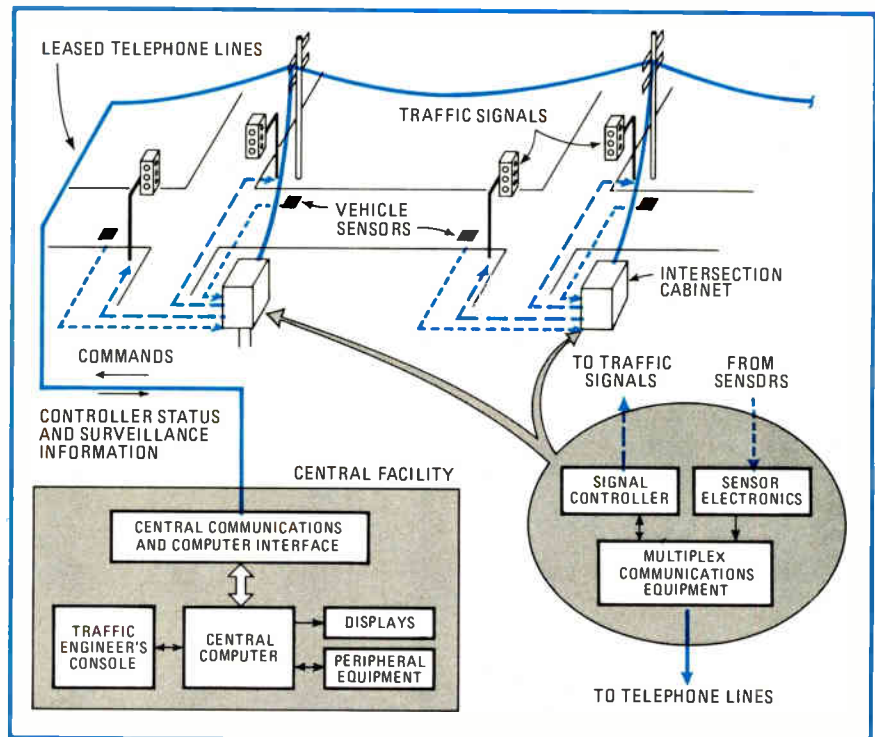 LEASED TELEPHONE LINES
TRAFFIC SIGNALS
VEHICLE
SENSORS
INTERSECTION
CABINET
COMMANDS
CONTROLLER STATUS
AND SURVEILLANCE
INFORMATION
TO TRAFFIC
SIGNALS
FROM
SENSORS
CENTRAL FACILITY
CENTRAL COMMUNICATIONS
AND COMPUTER INTERFACE
TRAFFIC
ENGINEER'S
CONSOLE
CENTRAL
COMPUTER
DISPLAYS
PERIPHERAL
EQUIPMENT
SIGNAL
CONTROLLER
SENSOR
ELECTRONICS
MULTIPLEX
COMMUNICATIONS
EQUIPMENT
TO TELEPHONE LINES